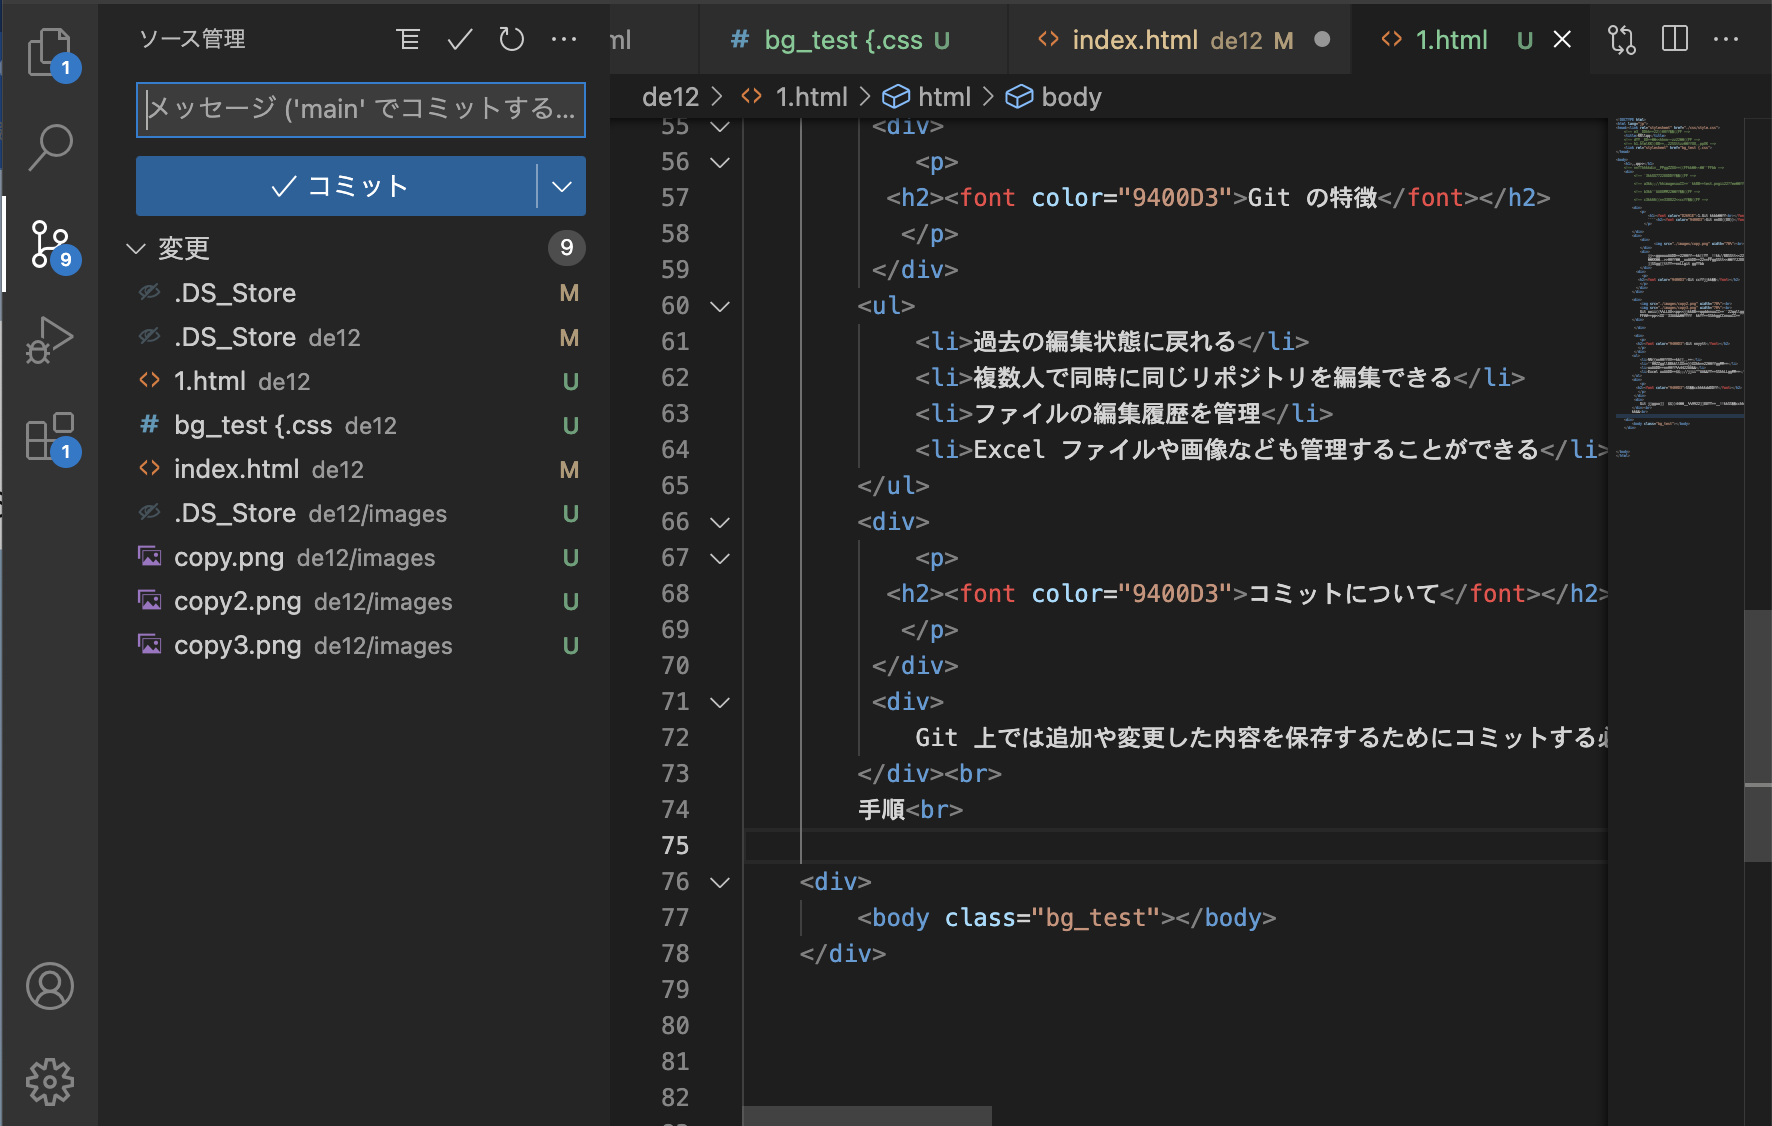 ソース管理
メッセージ ('main' でコミットする...
コミット
変更 9
.DS_Store M
.DS_Store de12 M
1.html de12 U
bg_test {.css de12 U
index.html de12 M
.DS_Store de12/images U
copy.png de12/images U
copy2.png de12/images U
copy3.png de12/images U
1
9
1
ml
# bg_test {.css U
index.html de12 M
1.html U
de12 > 1.html > html > body
55 <div>
56 <p>
57 <h2><font color="9400D3">Git の特徴</font></h2>
58 </p>
59 </div>
60 <ul>
61 <li>過去の編集状態に戻れる</li>
62 <li>複数人で同時に同じリポジトリを編集できる</li>
63 <li>ファイルの編集履歴を管理</li>
64 <li>Excel ファイルや画像なども管理することができる</li>
65 </ul>
66 <div>
67 <p>
68 <h2><font color="9400D3">コミットについて</font></h2>
69 </p>
70 </div>
71 <div>
72 Git 上では追加や変更した内容を保存するためにコミットする
73 </div><br>
74 手順<br>
75
76 <div>
77 <body class="bg_test"></body>
78 </div>
79
80
81
82